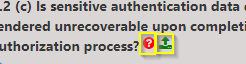 .2 (c) Is sensitive authentication data
endered unrecoverable upon completi
uthorization process?